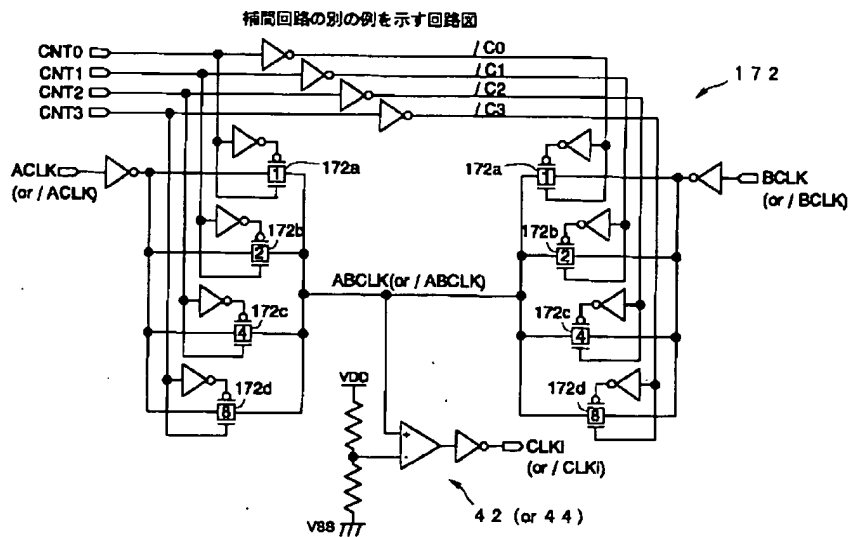 補間回路の別の例を示す回路図
CNT0
/C0
CNT1
/C1
CNT2
/C2
CNT3
/C3
172
ACLK
(or / ACLK)
1
172a
172a
1
BCLK
(or / BCLK)
172b
2
172b
2
ABCLK(or / ABCLK)
172c
4
172c
4
172d
8
172d
8
VDD
+
-
CLKi
(or / CLKi)
VSS
42 (or 44)